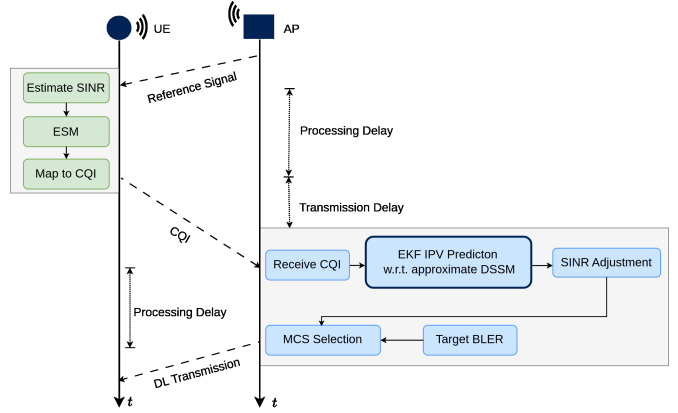 UE
AP
Reference Signal
Estimate SINR
ESM
Map to CQI
Processing Delay
Transmission Delay
CQI
Receive CQI
EKF IPV Predicton
w.r.t. approximate DSSM
SINR Adjustment
Processing Delay
MCS Selection
Target BLER
DL Transmission
t
t